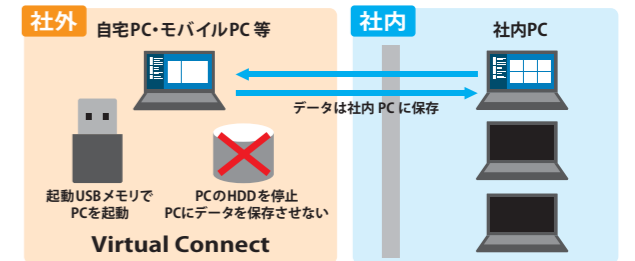 社外
自宅PC・モバイルPC 等
社内
社内PC
データは社内 PC に保存
起動USBメモリで
PCを起動
PCのHDDを停止
PCにデータを保存させない
Virtual Connect